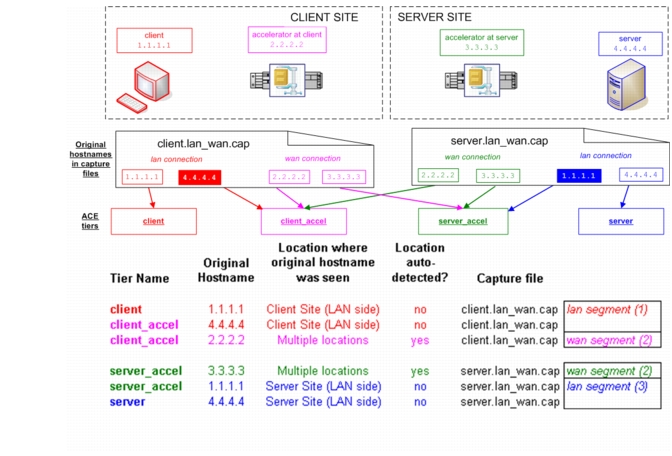 CLIENT SITE
SERVER SITE
client
1.1.1.1
accelerator at client
2.2.2.2
accelerator at server
3.3.3.3
server
4.4.4.4
Original
hostnames
in capture
files
client.lan_wan.cap
lan connection
wan connection
1.1.1.1
4.4.4.4
2.2.2.2
3.3.3.3
server.lan_wan.cap
wan connection
lan connection
2.2.2.2
3.3.3.3
1.1.1.1
4.4.4.4
ACE
tiers
client
client_accel
server_accel
server
Tier Name
Original
Hostname
Location where
original hostname
was seen
Location
auto-
detected?
Capture file
client 1.1.1.1 Client Site (LAN side) no client.lan_wan.cap lan segment (1)
client_accel 4.4.4.4 Client Site (LAN side) no client.lan_wan.cap
client_accel 2.2.2.2 Multiple locations yes client.lan_wan.cap wan segment (2)
server_accel 3.3.3.3 Multiple locations yes server.lan_wan.cap wan segment (2)
server_accel 1.1.1.1 Server Site (LAN side) no server.lan_wan.cap lan segment (3)
server 4.4.4.4 Server Site (LAN side) no server.lan_wan.cap